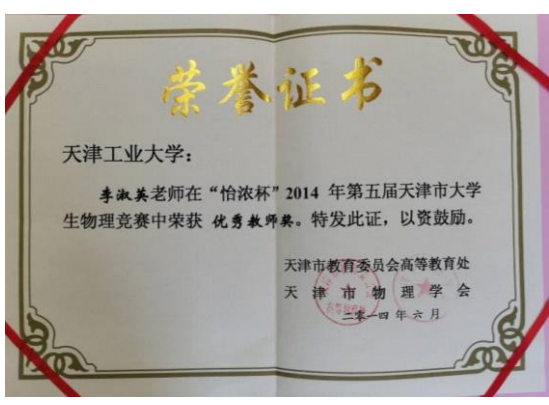 荣誉证书
天津工业大学：
李淑英老师在“怡浓杯”2014 年第五届天津市大学
生物理竞赛中荣获 优秀教师奖。特发此证，以资鼓励。
天津市教育委员会高等教育处
天津市物理学会
二零一四年六月